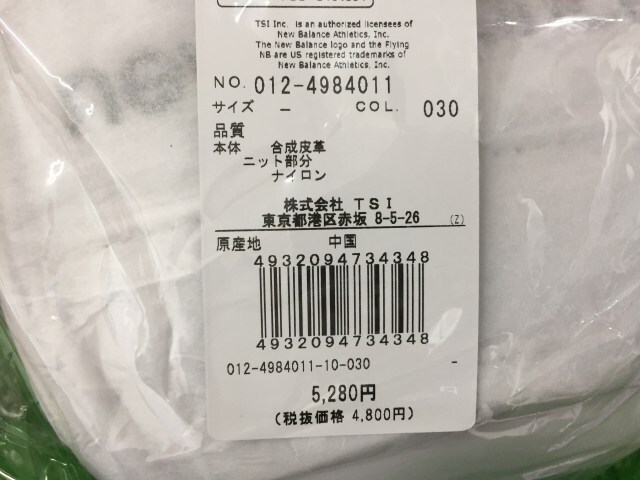 TSI Inc. is an authorized licensees of
New Balance Athletics, Inc.
The New Balance logo and the Flying
NB are US registered trademarks of
New Balance Athletics, Inc.
NO. 012-4984011
サイズ － COL. 030
品質
本体 合成皮革
ニット部分
ナイロン
株式会社 TSI
東京都港区赤坂 8-5-26 (Z)
原産地 中国
4932094734348
4932094734348
012-4984011-10-030 -
5,280円
(税抜価格 4,800円)